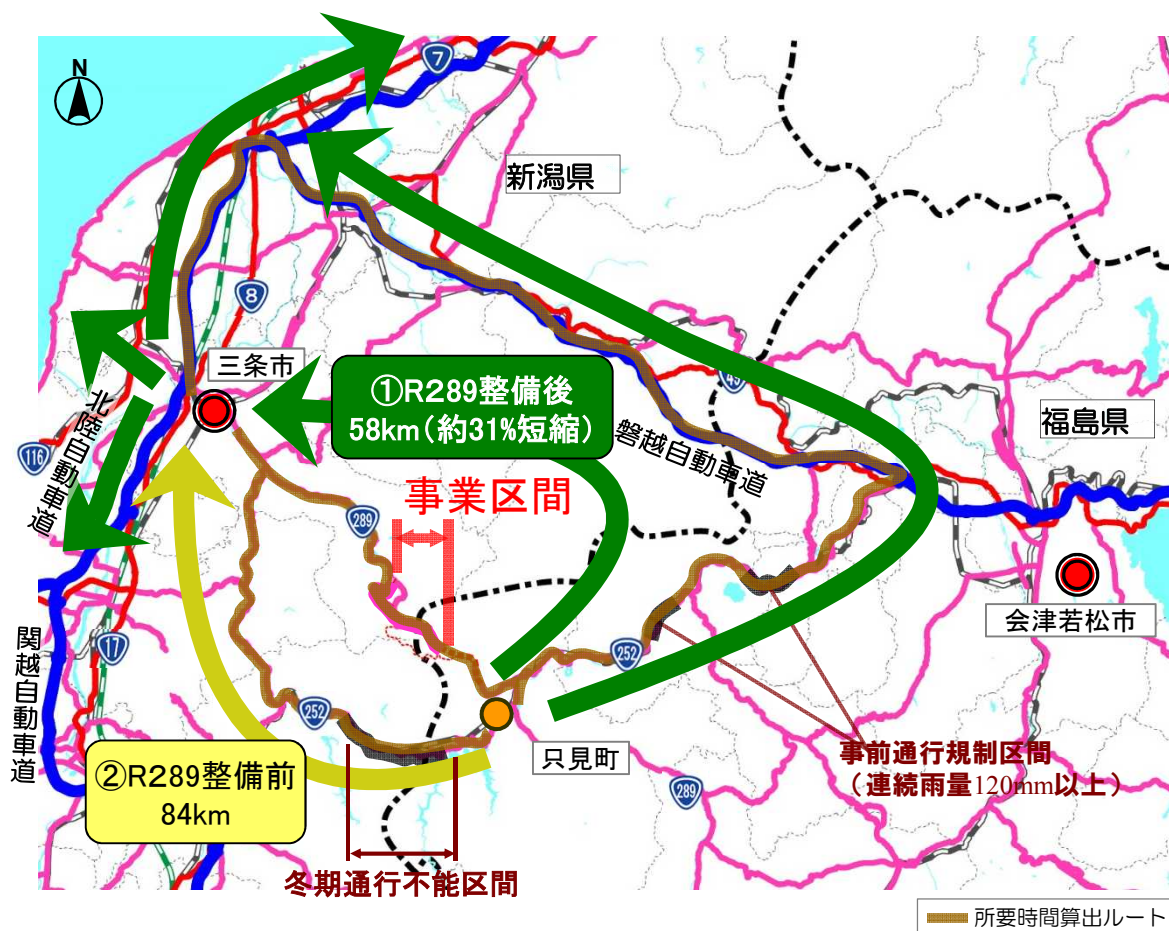 N
7
新潟県
8
三条市
①R289整備後
58km(約31%短縮)
49
福島県
北陸自動車道
116
磐越自動車道
事業区間
289
会津若松市
関越自動車道
17
252
252
只見町
事前通行規制区間
(連続雨量120mm以上)
②R289整備前
84km
289
冬期通行不能区間
所要時間算出ルート